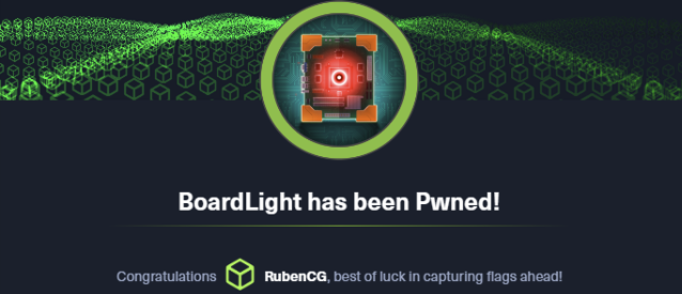 BoardLight has been Pwned!
Congratulations RubenCG, best of luck in capturing flags ahead!